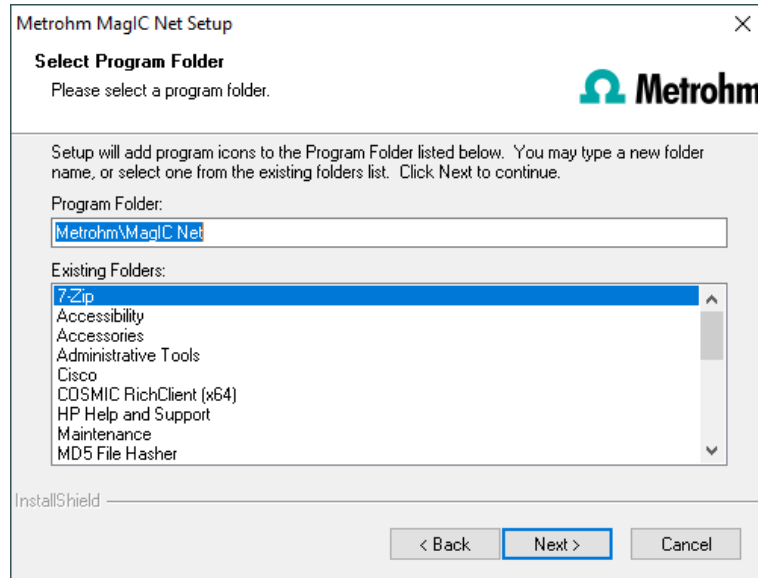 Metrohm MagIC Net Setup
Select Program Folder
Please select a program folder.
Metrohm
Setup will add program icons to the Program Folder listed below. You may type a new folder
name, or select one from the existing folders list. Click Next to continue.
Program Folder:
Metrohm\MagIC Net
Existing Folders:
7-Zip
Accessibility
Accessories
Administrative Tools
Cisco
COSMIC RichClient (x64)
HP Help and Support
Maintenance
MD5 File Hasher
InstallShield
< Back Next > Cancel